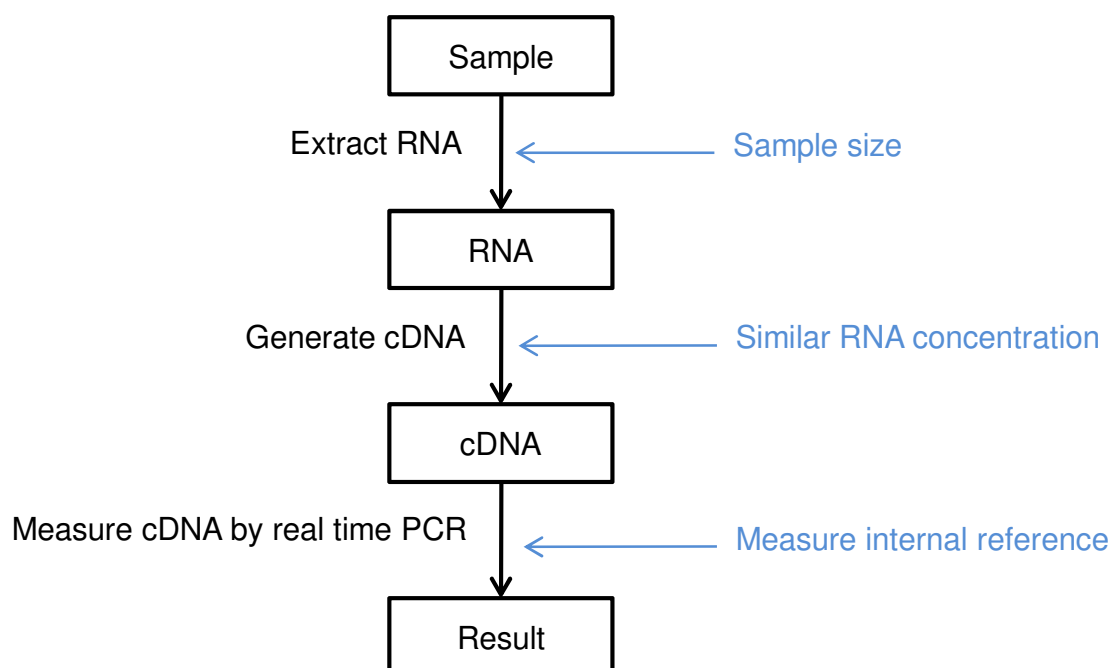 Sample
Extract RNA
Sample size
RNA
Generate cDNA
Similar RNA concentration
cDNA
Measure cDNA by real time PCR
Measure internal reference
Result